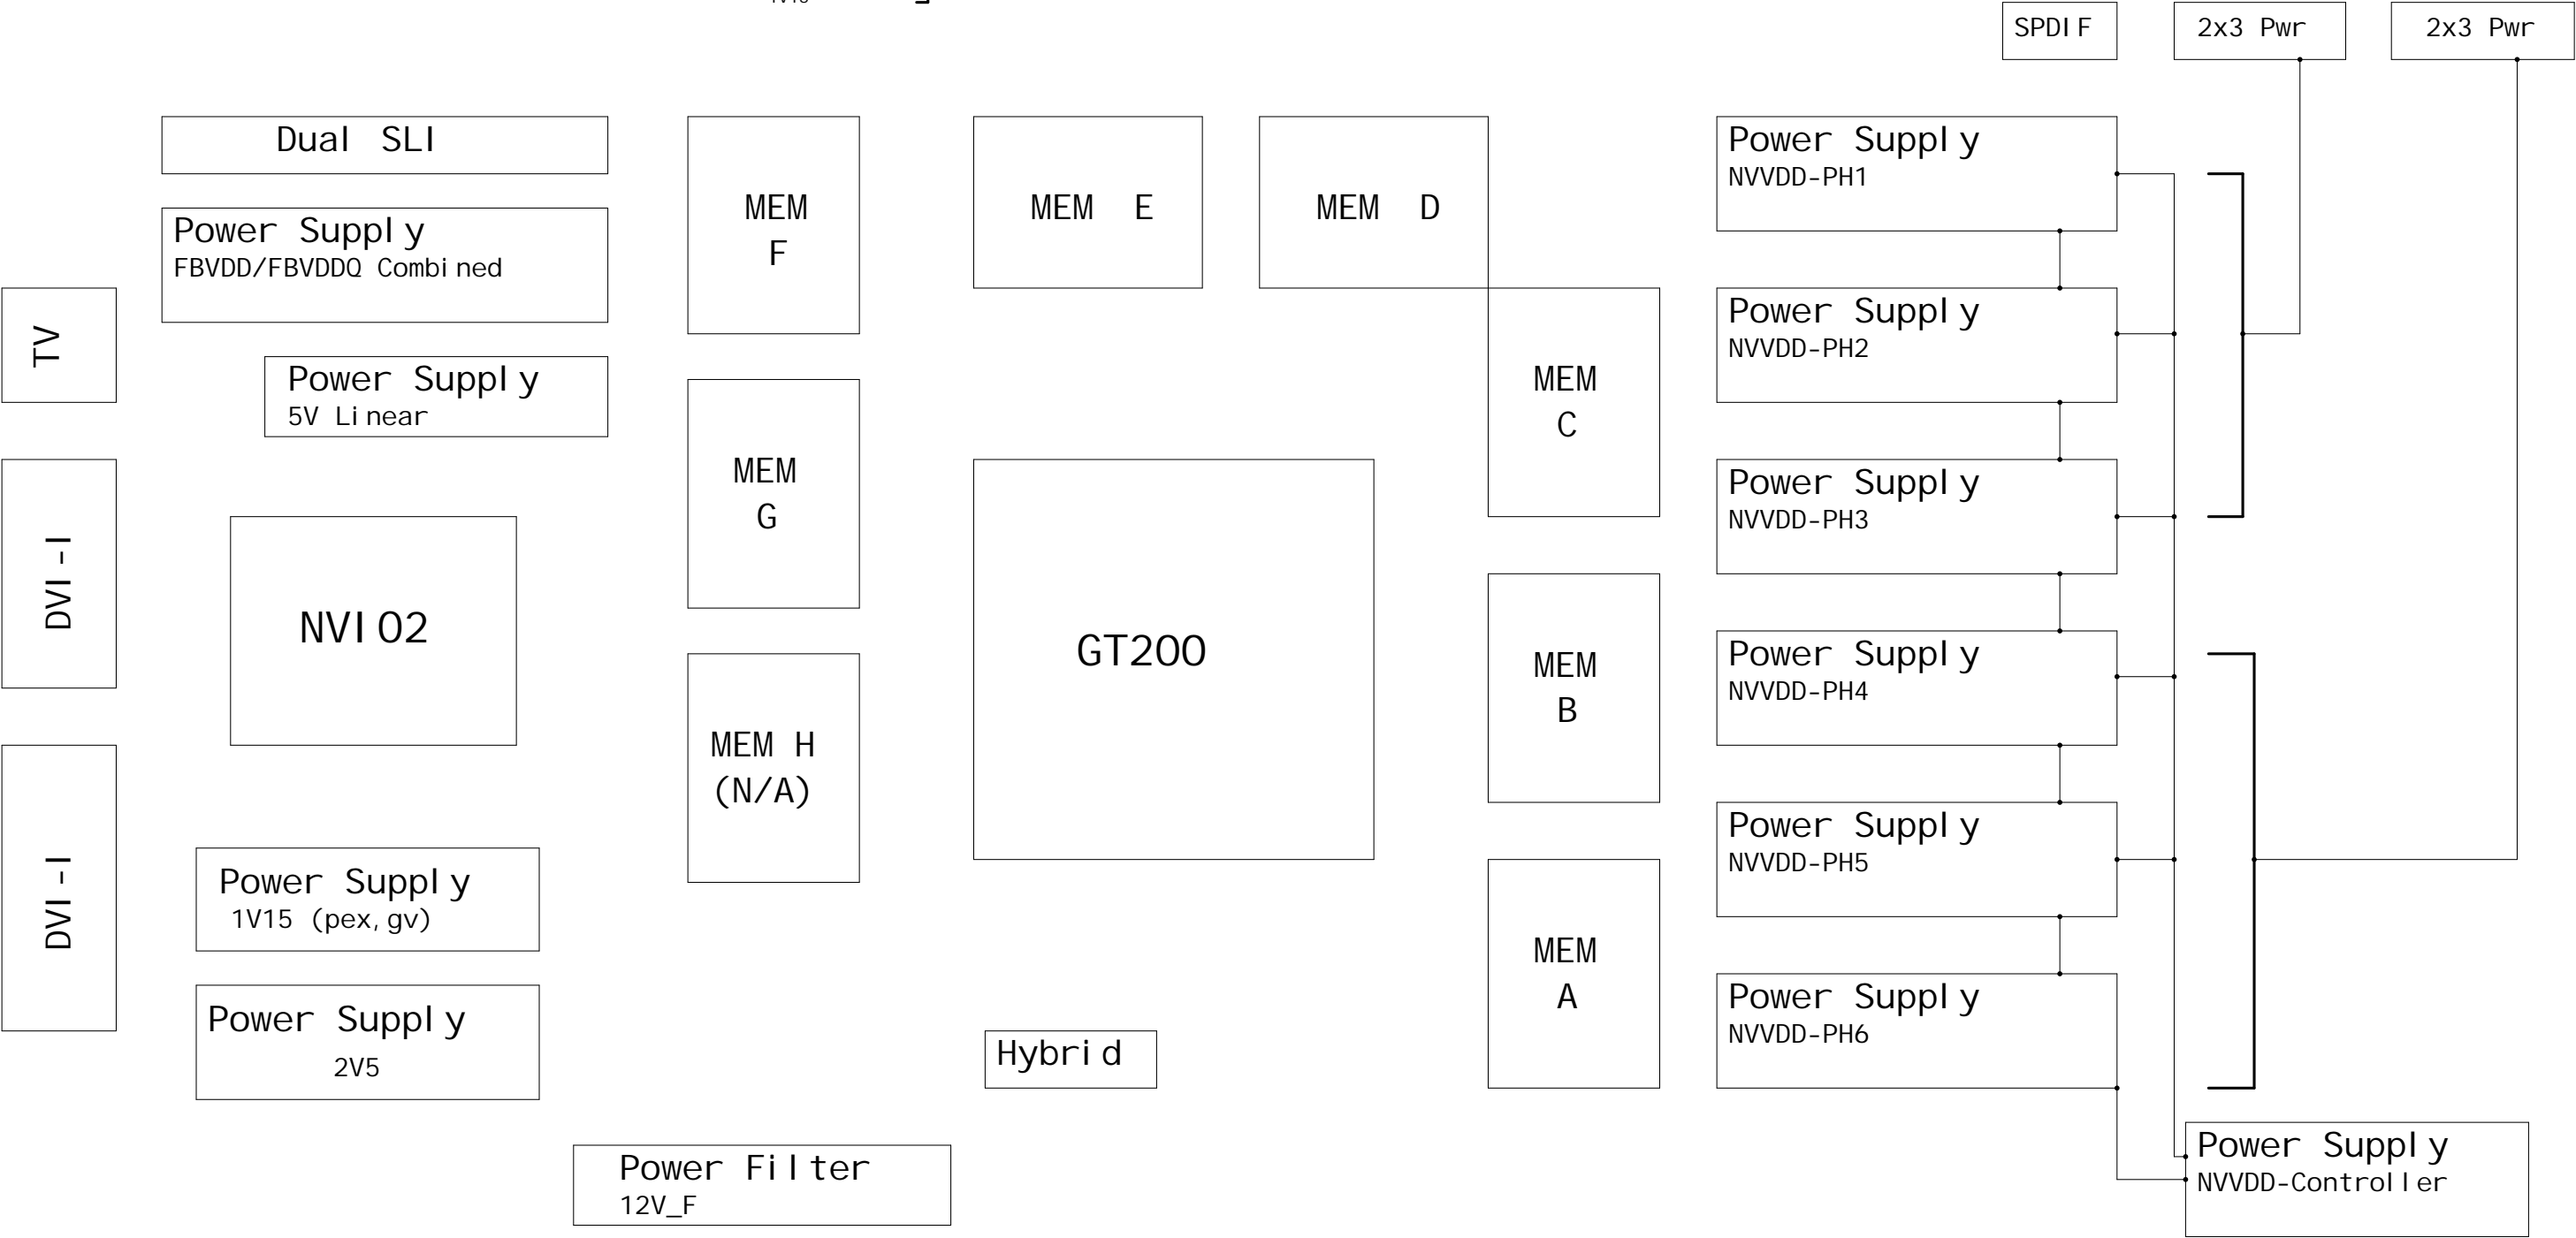 SPDIF
2x3 Pwr
2x3 Pwr
Dual SLI
Power Supply
FBVDD/FBVDDQ Combined
Power Supply
5V Linear
TV
DVI-I
DVI-I
NVIO2
Power Supply
1V15 (pex,gv)
Power Supply
2V5
MEM
F
MEM
G
MEM H
(N/A)
Power Filter
12V_F
MEM E
MEM D
GT200
Hybrid
MEM
C
MEM
B
MEM
A
Power Supply
NVVDD-PH1
Power Supply
NVVDD-PH2
Power Supply
NVVDD-PH3
Power Supply
NVVDD-PH4
Power Supply
NVVDD-PH5
Power Supply
NVVDD-PH6
Power Supply
NVVDD-Controller